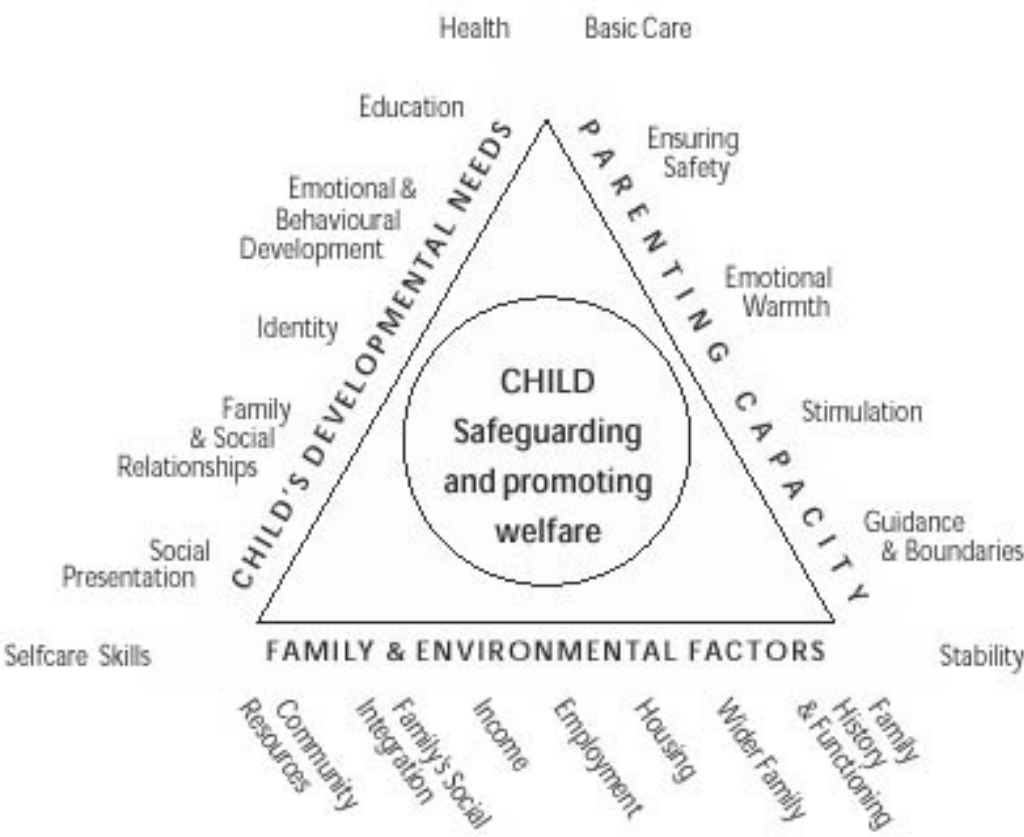 Health
Basic Care
Education
Ensuring
Safety
Emotional &
Behavioural
Development
Emotional
Warmth
Identity
Family
& Social
Relationships
Stimulation
Social
Presentation
Guidance
& Boundaries
Selfcare Skills
Stability
CHILD'S DEVELOPMENTAL NEEDS
PARENTING CAPACITY
CHILD
Safeguarding
and promoting
welfare
FAMILY & ENVIRONMENTAL FACTORS
Community
Resources
Family's Social
Integration
Income
Employment
Housing
Wider Family
Family
History
& Functioning